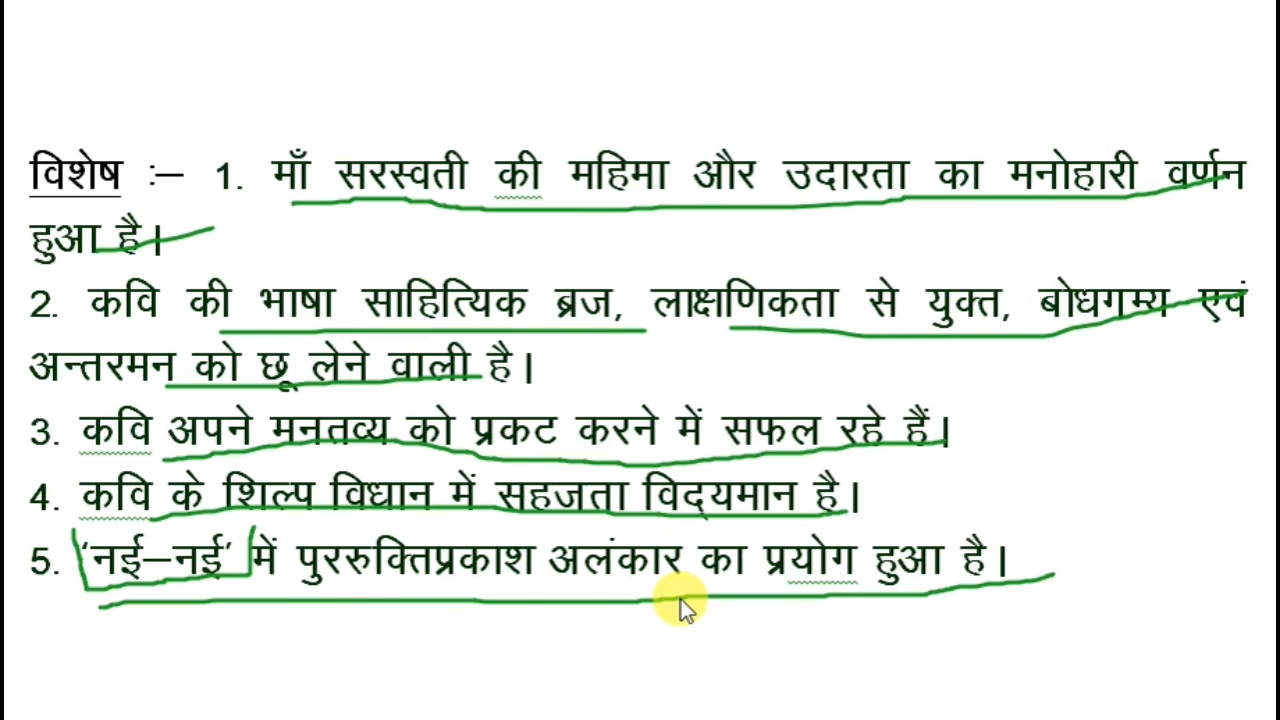 विशेष :– 1. माँ सरस्वती की महिमा और उदारता का मनोहारी वर्णन
हुआ है।
2. कवि की भाषा साहित्यिक ब्रज, लाक्षणिकता से युक्त, बोधगम्य एवं
अन्तरमन को छू लेने वाली है।
3. कवि अपने मनतव्य को प्रकट करने में सफल रहे हैं।
4. कवि के शिल्प विधान में सहजता विद्यमान है।
5. ‘नई–नई’ में पुररुक्तिप्रकाश अलंकार का प्रयोग हुआ है।